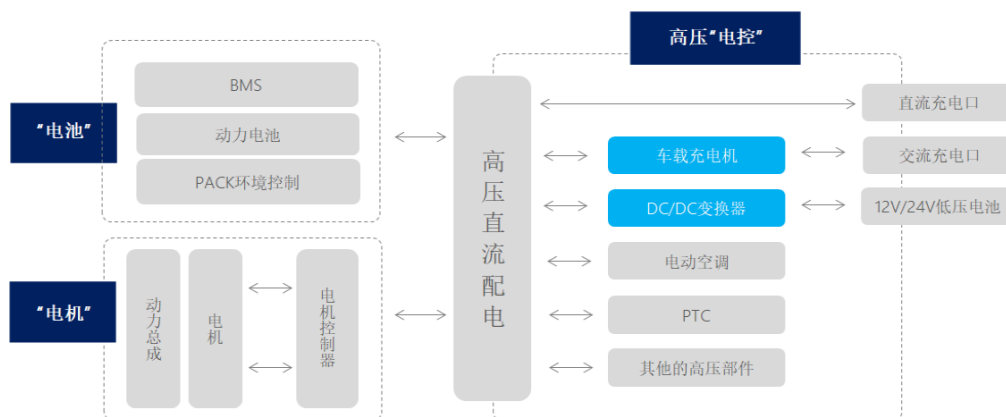 高压"电控"
"电池"
BMS
动力电池
PACK环境控制
"电机"
动力总成
电机
电机控制器
高压直流配电
直流充电口
车载充电机
交流充电口
DC/DC变换器
12V/24V低压电池
电动空调
PTC
其他的高压部件